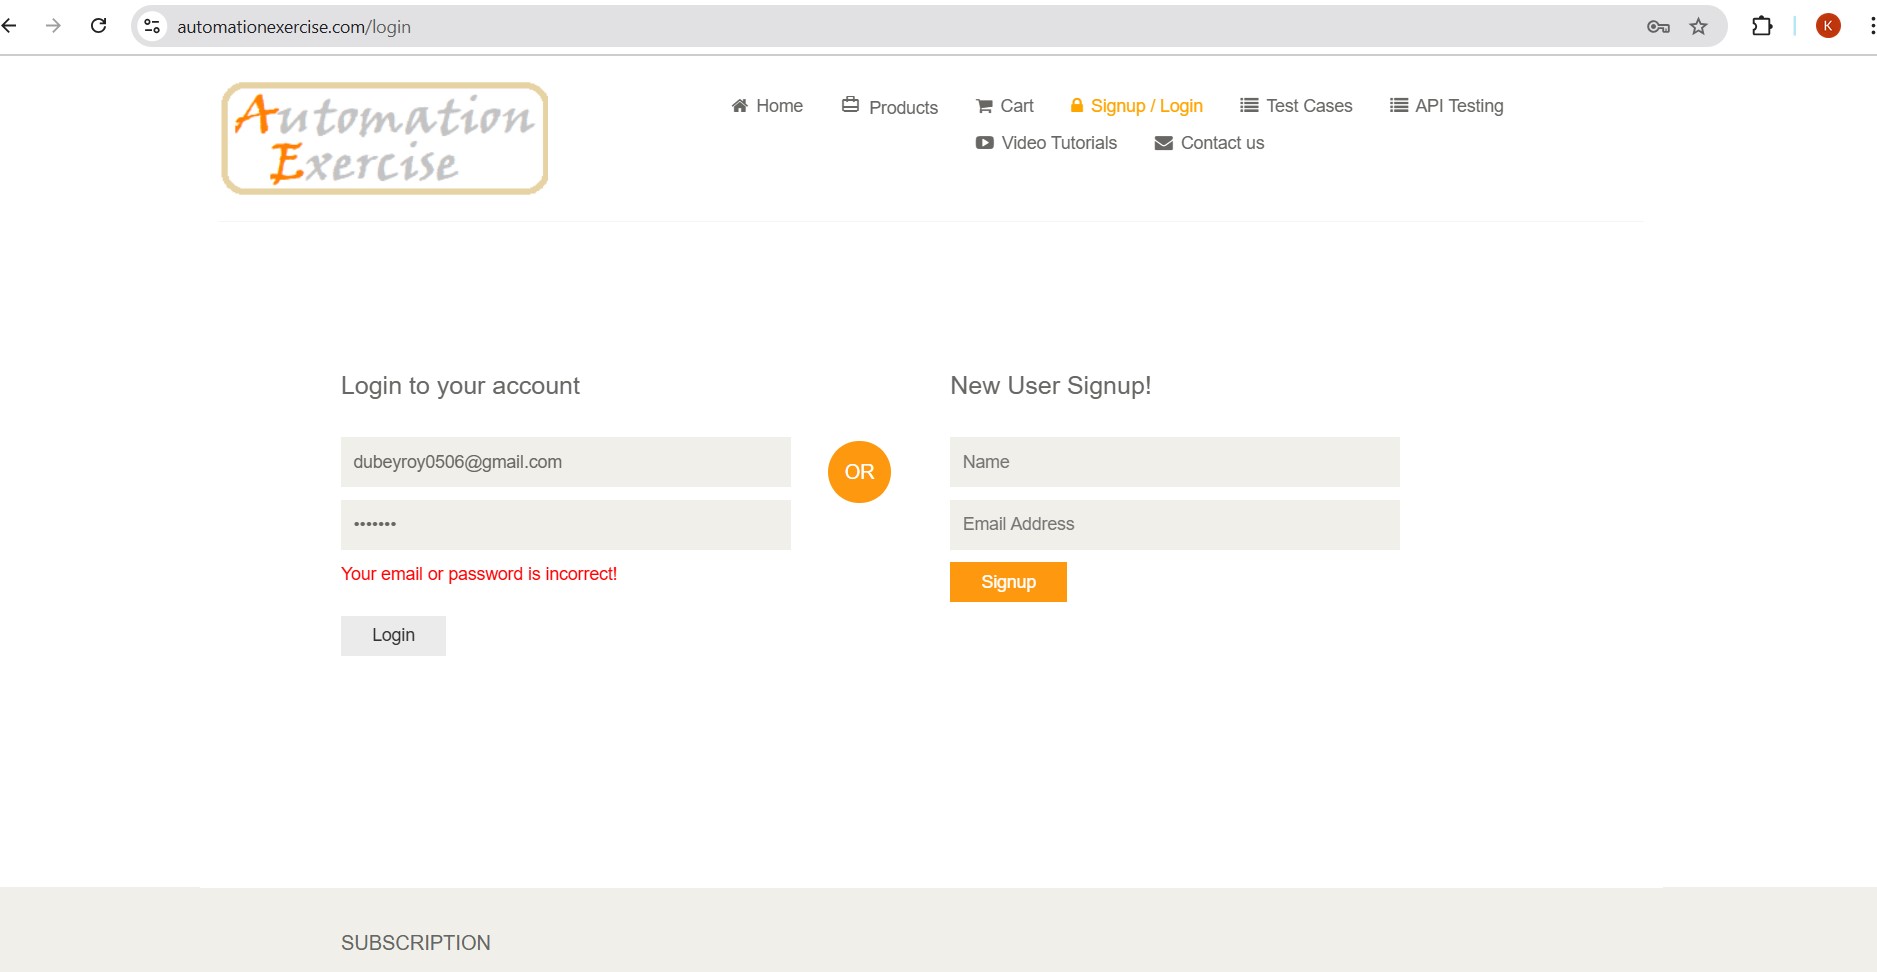 automationexercise.com/login
K
Automation
Exercise
Home Products Cart Signup / Login Test Cases API Testing
Video Tutorials Contact us
Login to your account
dubeyroy0506@gmail.com
•••••••
Your email or password is incorrect!
Login
OR
New User Signup!
Name
Email Address
Signup
SUBSCRIPTION